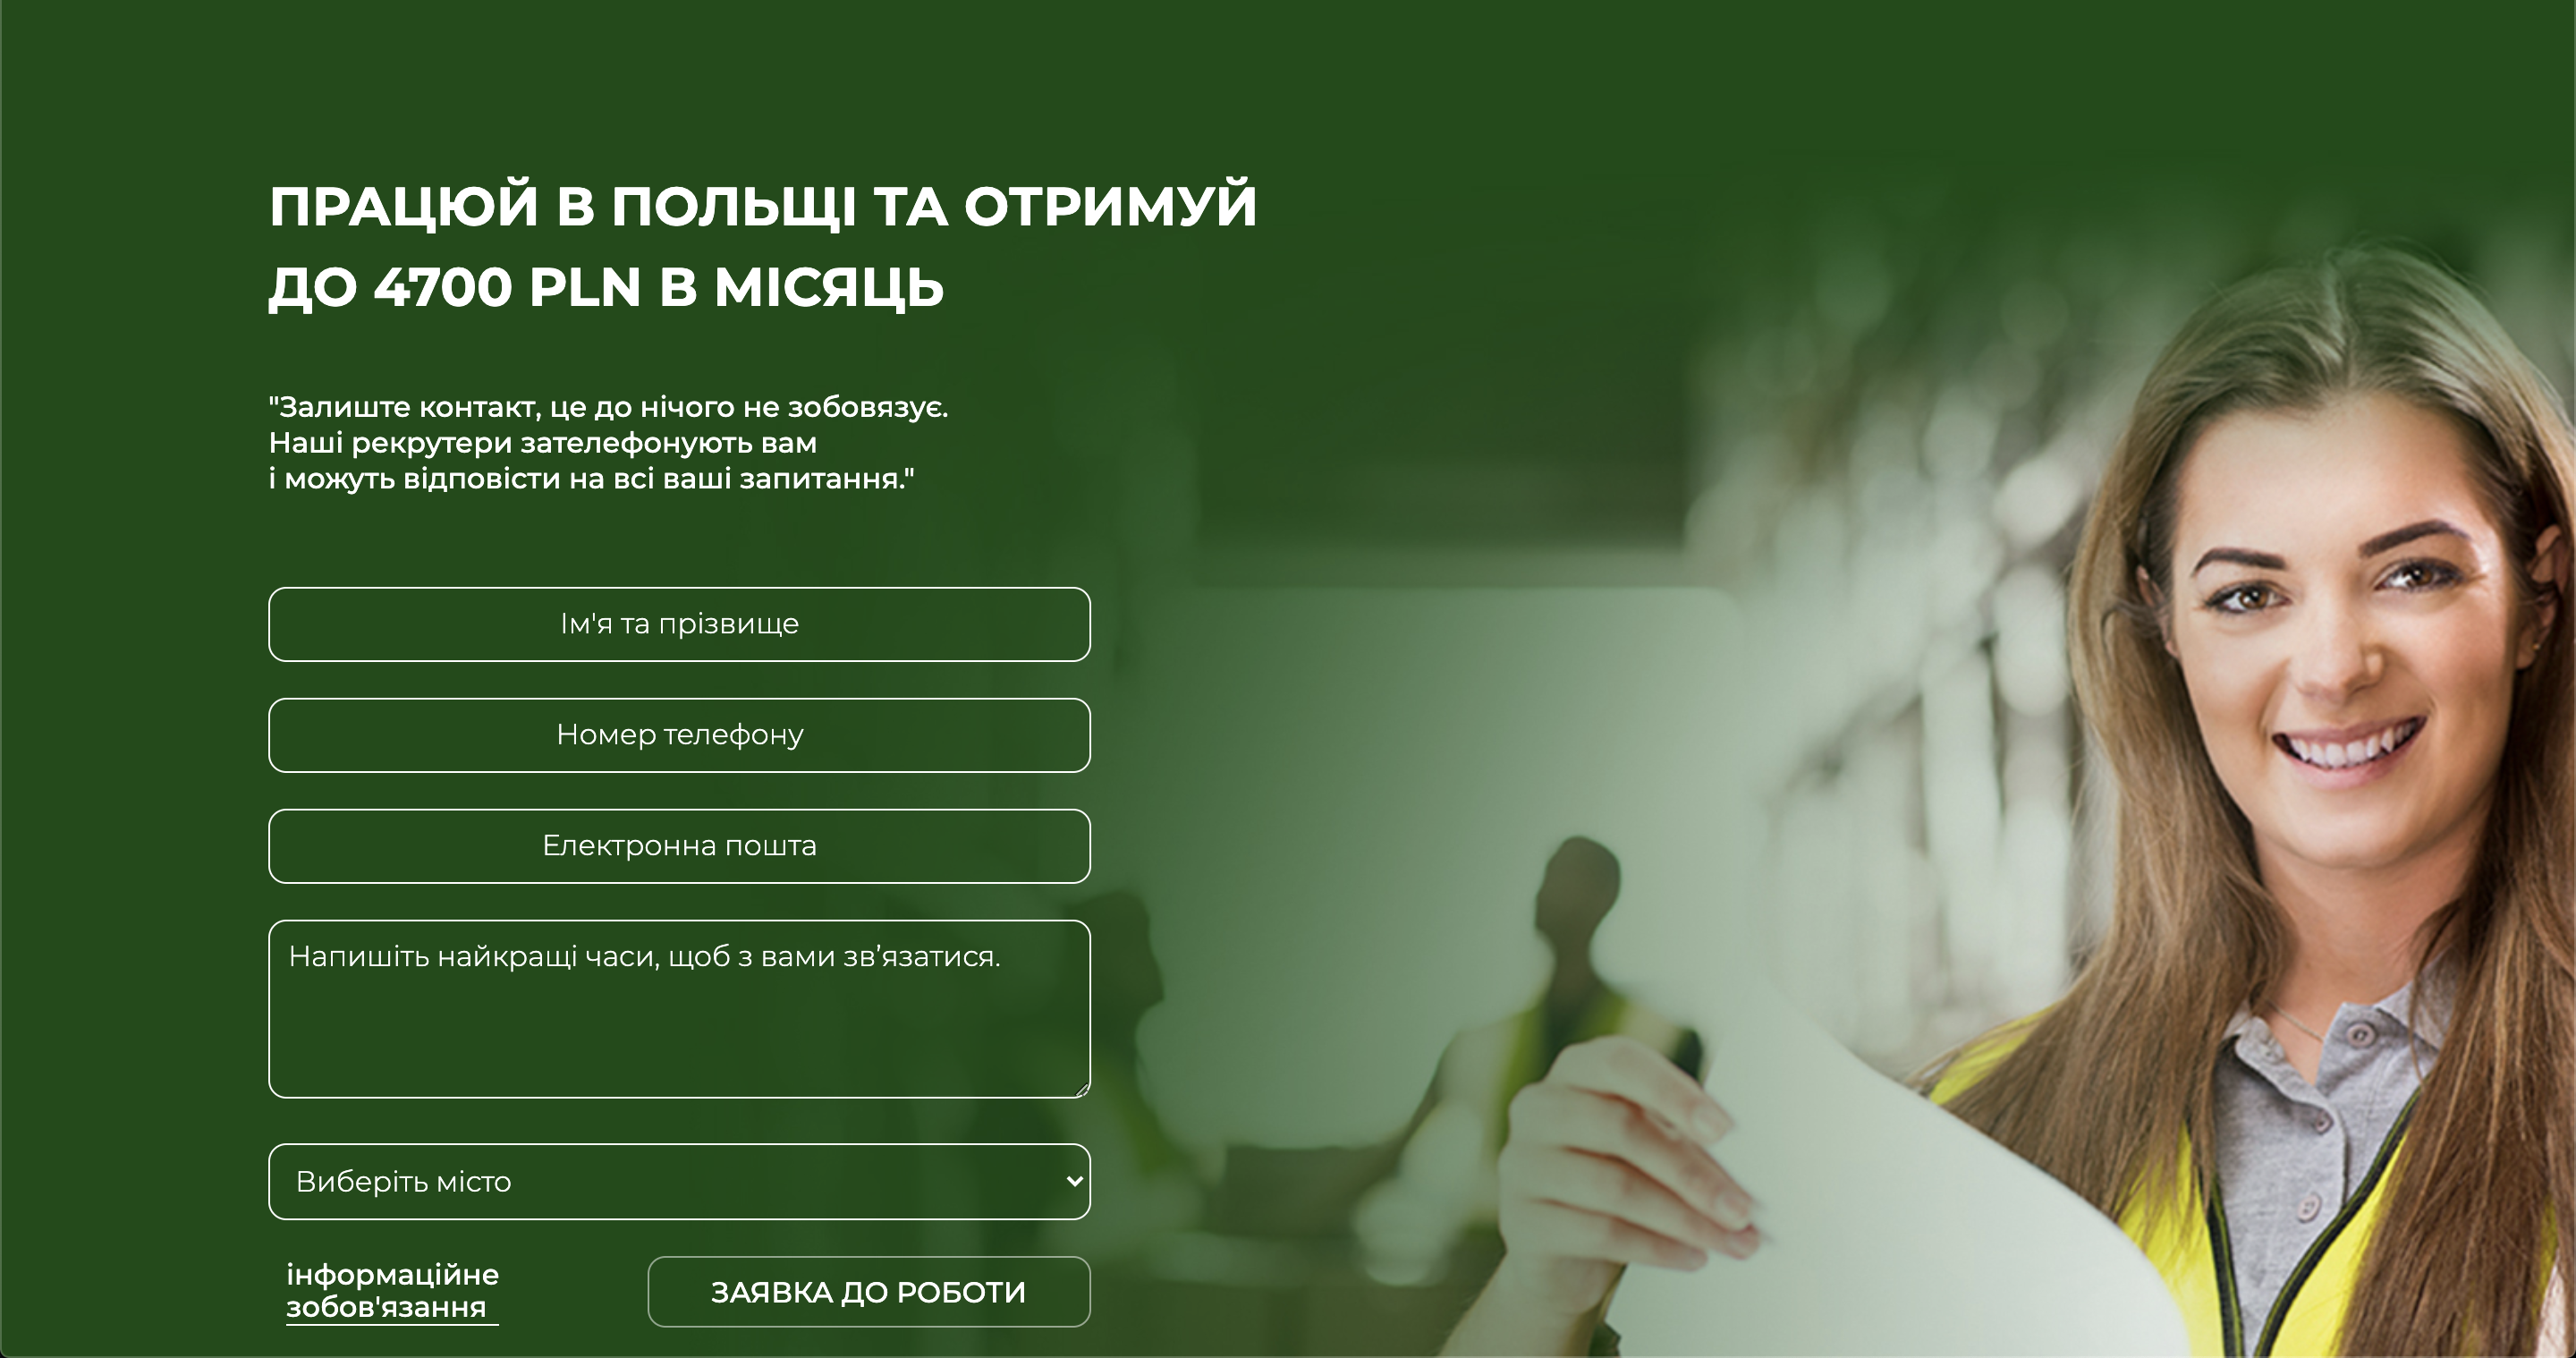 ПРАЦЮЙ В ПОЛЬЩІ ТА ОТРИМУЙ
ДО 4700 PLN В МІСЯЦЬ
"Залиште контакт, це до нічого не зобовязує.
Наші рекрутери зателефонують вам
і можуть відповісти на всі ваші запитання."
Ім'я та прізвище
Номер телефону
Електронна пошта
Напишіть найкращі часи, щоб з вами зв’язатися.
Виберіть місто
інформаційне
зобов'язання
ЗАЯВКА ДО РОБОТИ